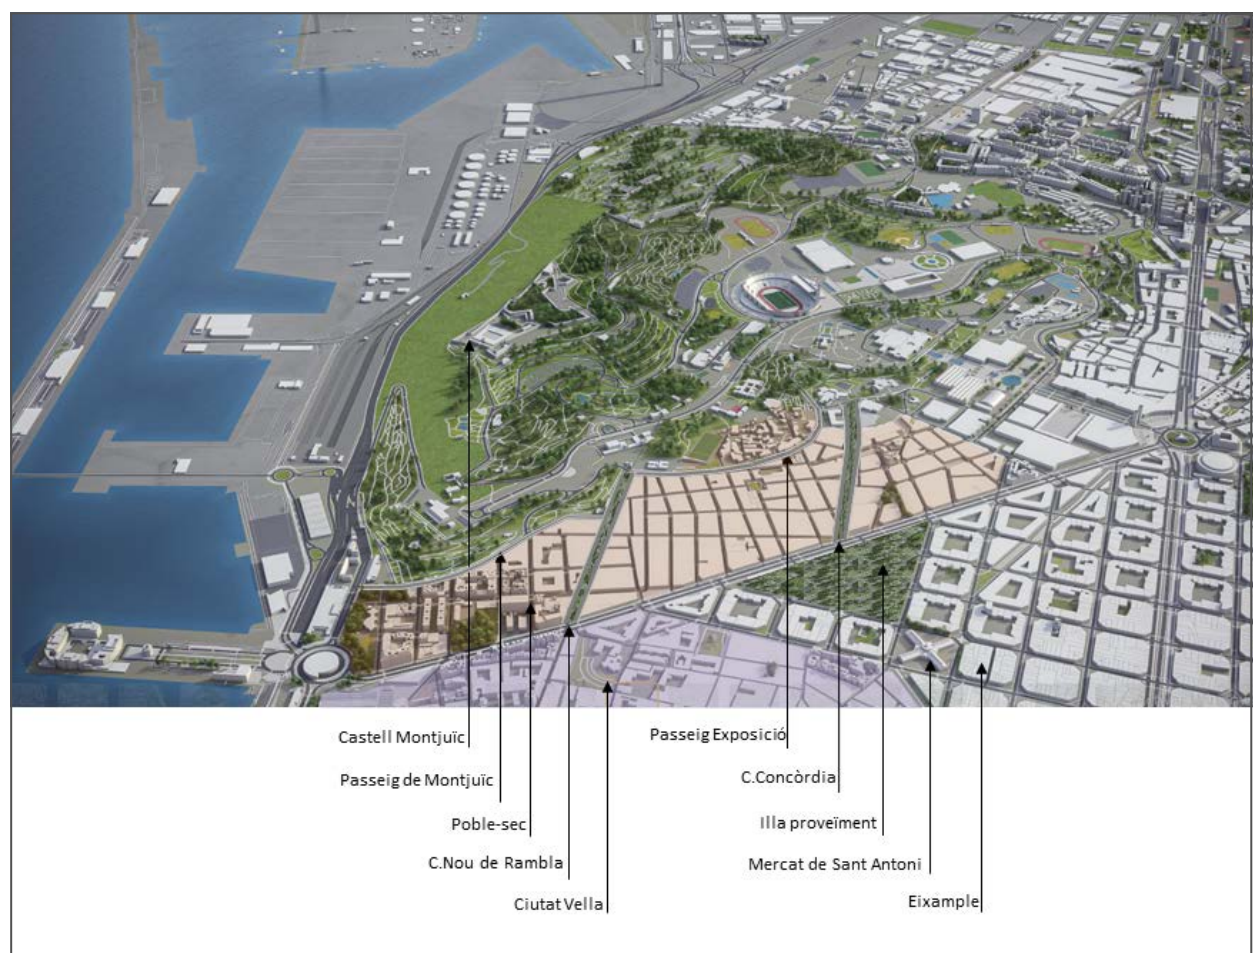 Castell Montjuïc
Passeig Exposició
Passeig de Montjuïc
C.Concòrdia
Poble-sec
Illa proveïment
C.Nou de Rambla
Mercat de Sant Antoni
Ciutat Vella
Eixample